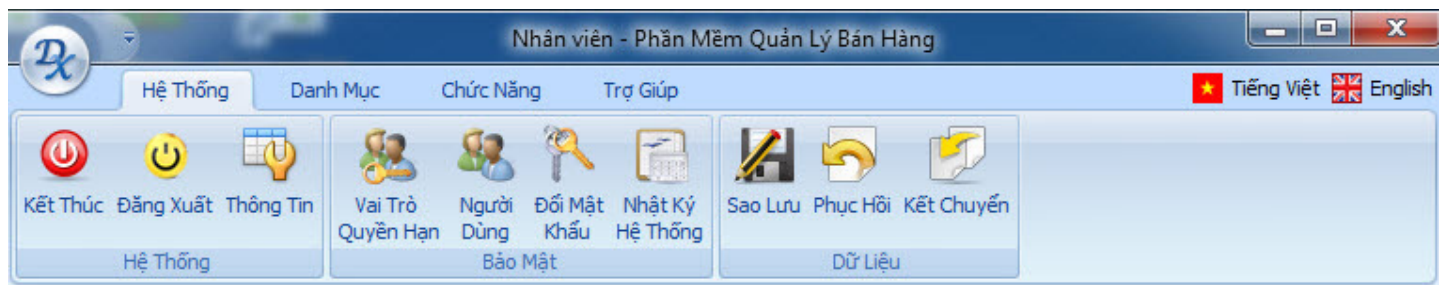 Nhân viên - Phần Mềm Quản Lý Bán Hàng
Hệ Thống Danh Mục Chức Năng Trợ Giúp Tiếng Việt English
Kết Thúc Đăng Xuất Thông Tin
Vai Trò Quyền Hạn
Người Dùng
Đổi Mật Khẩu
Nhật Ký Hệ Thống
Sao Lưu Phục Hồi Kết Chuyển
Hệ Thống Bảo Mật Dữ Liệu